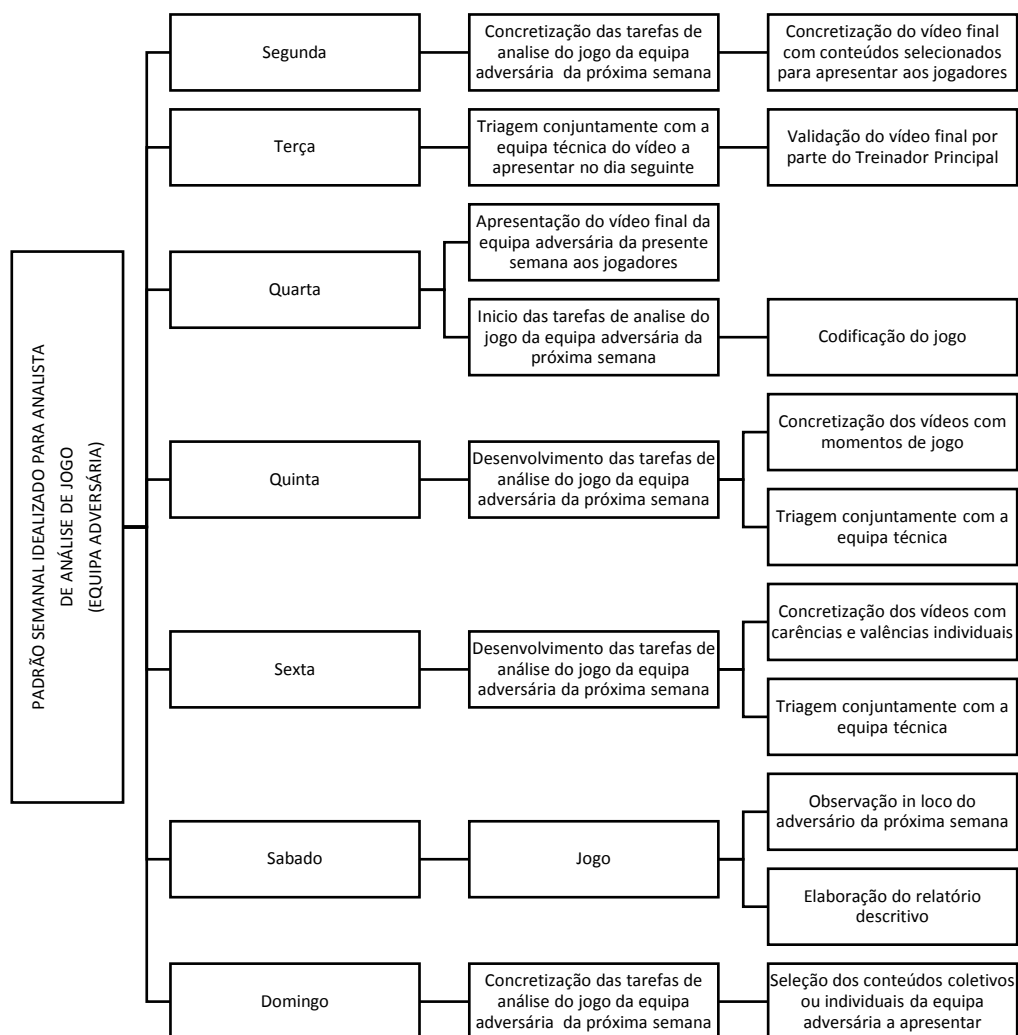 PADRÃO SEMANAL IDEALIZADO PARA ANALISTA
DE ANÁLISE DE JOGO
(EQUIPA ADVERSÁRIA)
Segunda
Concretização das tarefas de
analise do jogo da equipa
adversária da próxima semana
Concretização do vídeo final
com conteúdos selecionados
para apresentar aos jogadores
Terça
Triagem conjuntamente com a
equipa técnica do vídeo a
apresentar no dia seguinte
Validação do vídeo final por
parte do Treinador Principal
Quarta
Apresentação do vídeo final da
equipa adversária da presente
semana aos jogadores
Inicio das tarefas de analise do
jogo da equipa adversária da
próxima semana
Codificação do jogo
Quinta
Desenvolvimento das tarefas de
análise do jogo da equipa
adversária da próxima semana
Concretização dos vídeos com
momentos de jogo
Triagem conjuntamente com a
equipa técnica
Sexta
Desenvolvimento das tarefas de
análise do jogo da equipa
adversária da próxima semana
Concretização dos vídeos com
carências e valências individuais
Triagem conjuntamente com a
equipa técnica
Sabado
Jogo
Observação in loco do
adversário da próxima semana
Elaboração do relatório
descritivo
Domingo
Concretização das tarefas de
análise do jogo da equipa
adversária da próxima semana
Seleção dos conteúdos coletivos
ou individuais da equipa
adversária a apresentar